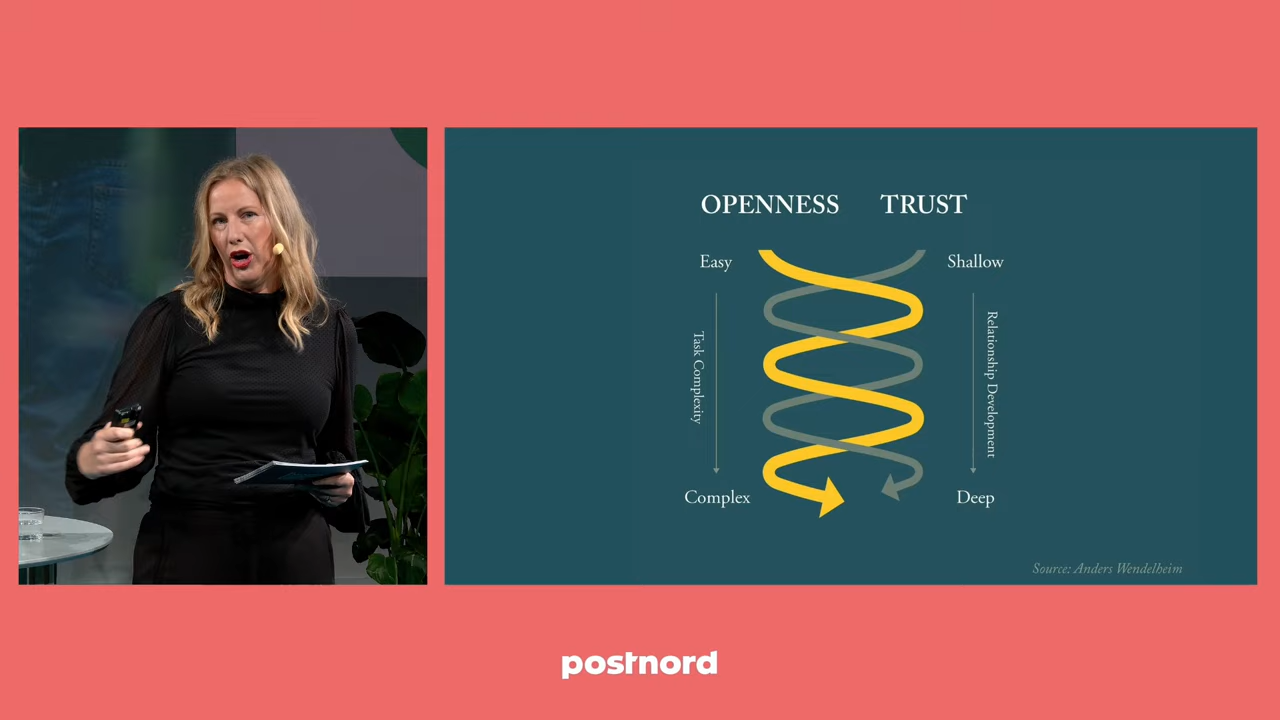 OPENNESS TRUST
Easy
Shallow
Task Complexity
Relationship Development
Complex
Deep
Source: Anders Wendelheim
postnord